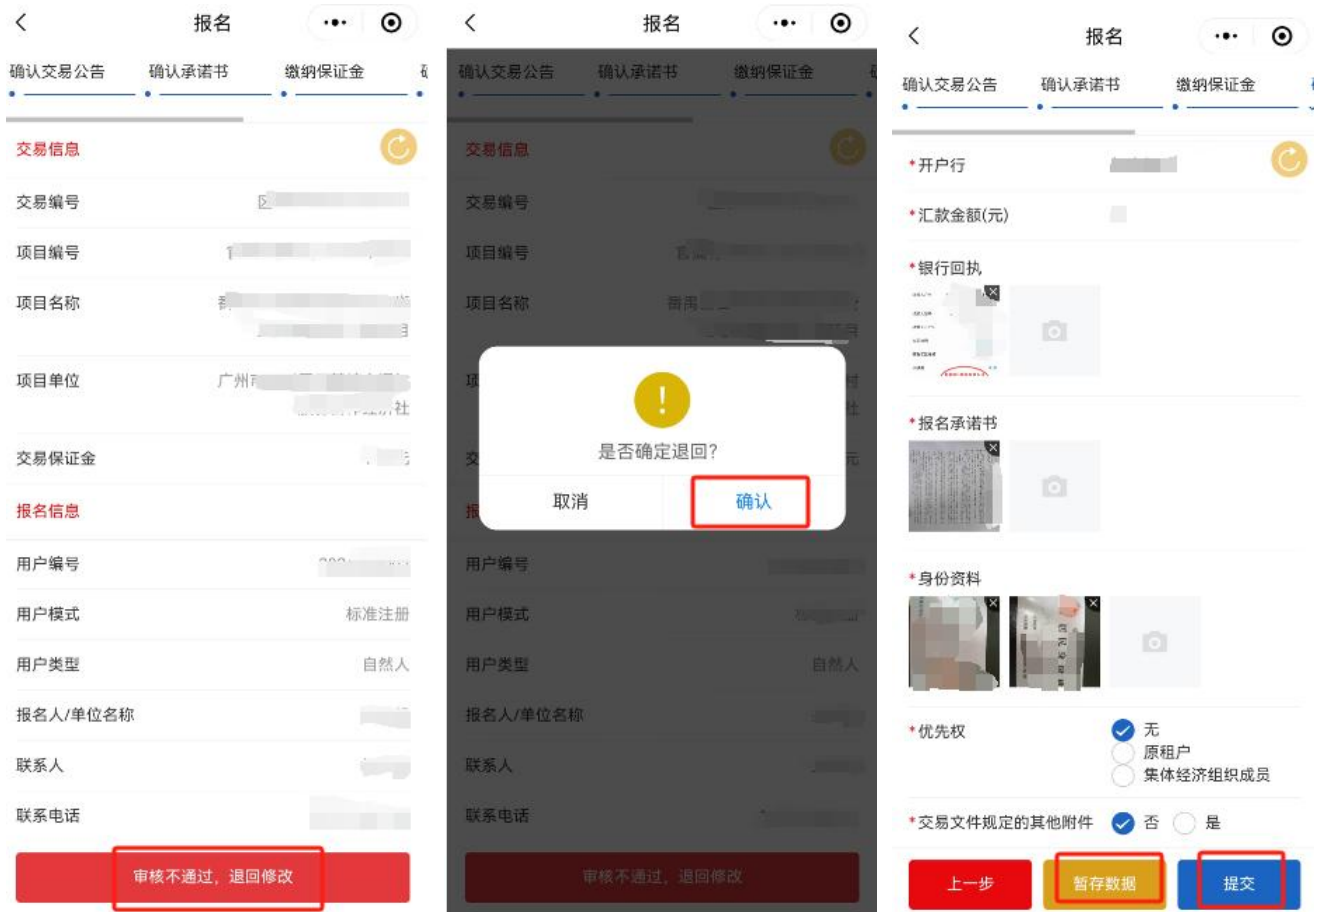 报名
确认交易公告
确认承诺书
缴纳保证金
交易信息
交易编号
项目编号
项目名称
项目单位
广州
交易保证金
报名信息
用户编号
用户模式
标准注册
用户类型
自然人
报名人/单位名称
联系人
联系电话
审核不通过，退回修改
报名
确认交易公告
确认承诺书
缴纳保证金
交易信息
交易编号
项目编号
项目名称
番禺
是否确定退回?
取消
确认
用户编号
用户模式
用户类型
自然人
报名人/单位名称
联系人
联系电话
审核不通过，退回修改
报名
确认交易公告
确认承诺书
缴纳保证金
*开户行
*汇款金额(元)
*银行回执
*报名承诺书
*身份资料
*优先权
无
原租户
集体经济组织成员
*交易文件规定的其他附件
否
是
上一步
暂存数据
提交